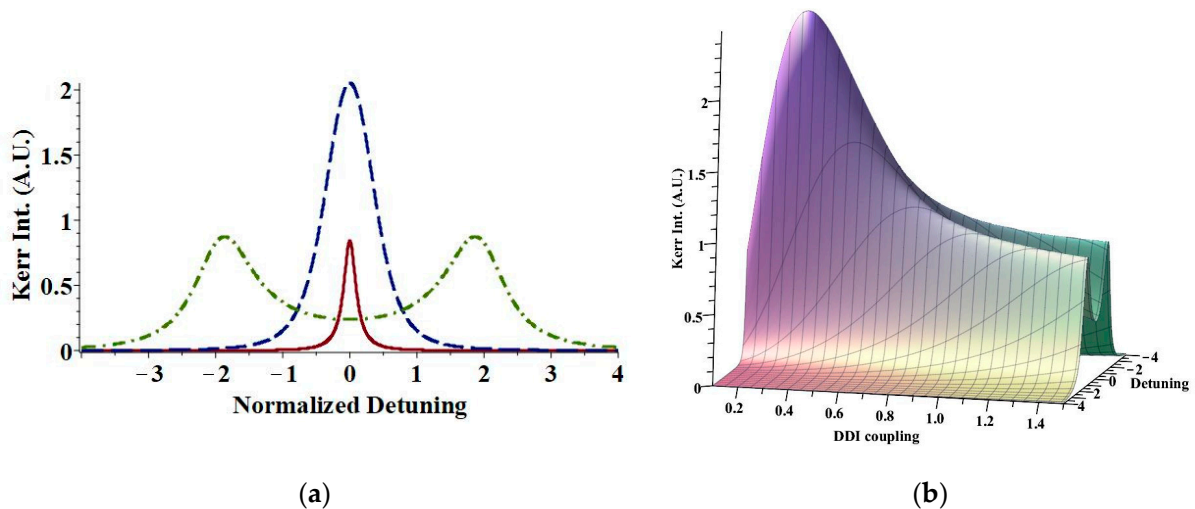 Kerr Int. (A.U.)
2
1.5
1
0.5
0
−3 −2 −1 0 1 2 3 4
Normalized Detuning
(a)
Kerr Int. (A.U.)
2
1.5
1
0.5
0
0.2 0.4 0.6 0.8 1.0 1.2 1.4
DDI coupling
−4
−2
0
2
4
Detuning
(b)